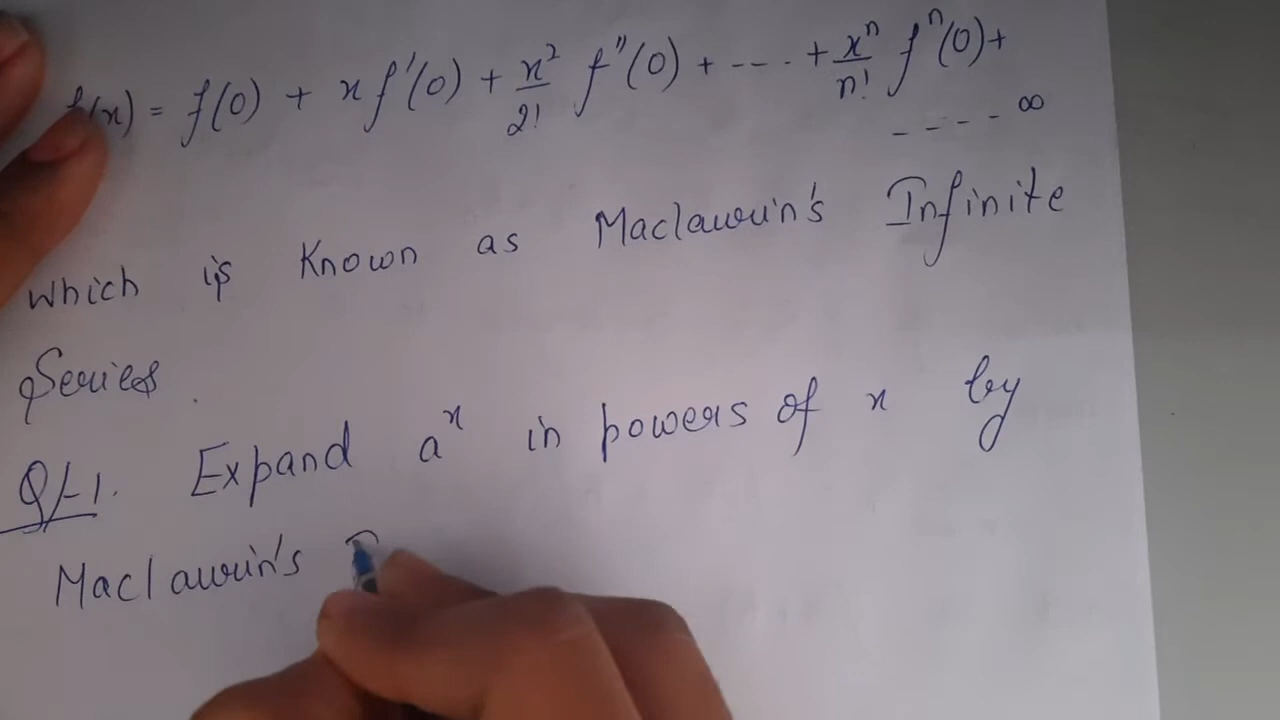 f(x) = f(0) + x f'(0) + x²/2! f''(0) + ---- + xⁿ/n! fⁿ(0) +
---- ∞
which is Known as Maclaurin's Infinite
Series.
Q/-1. Expand aˣ in powers of x by
Maclaurin's